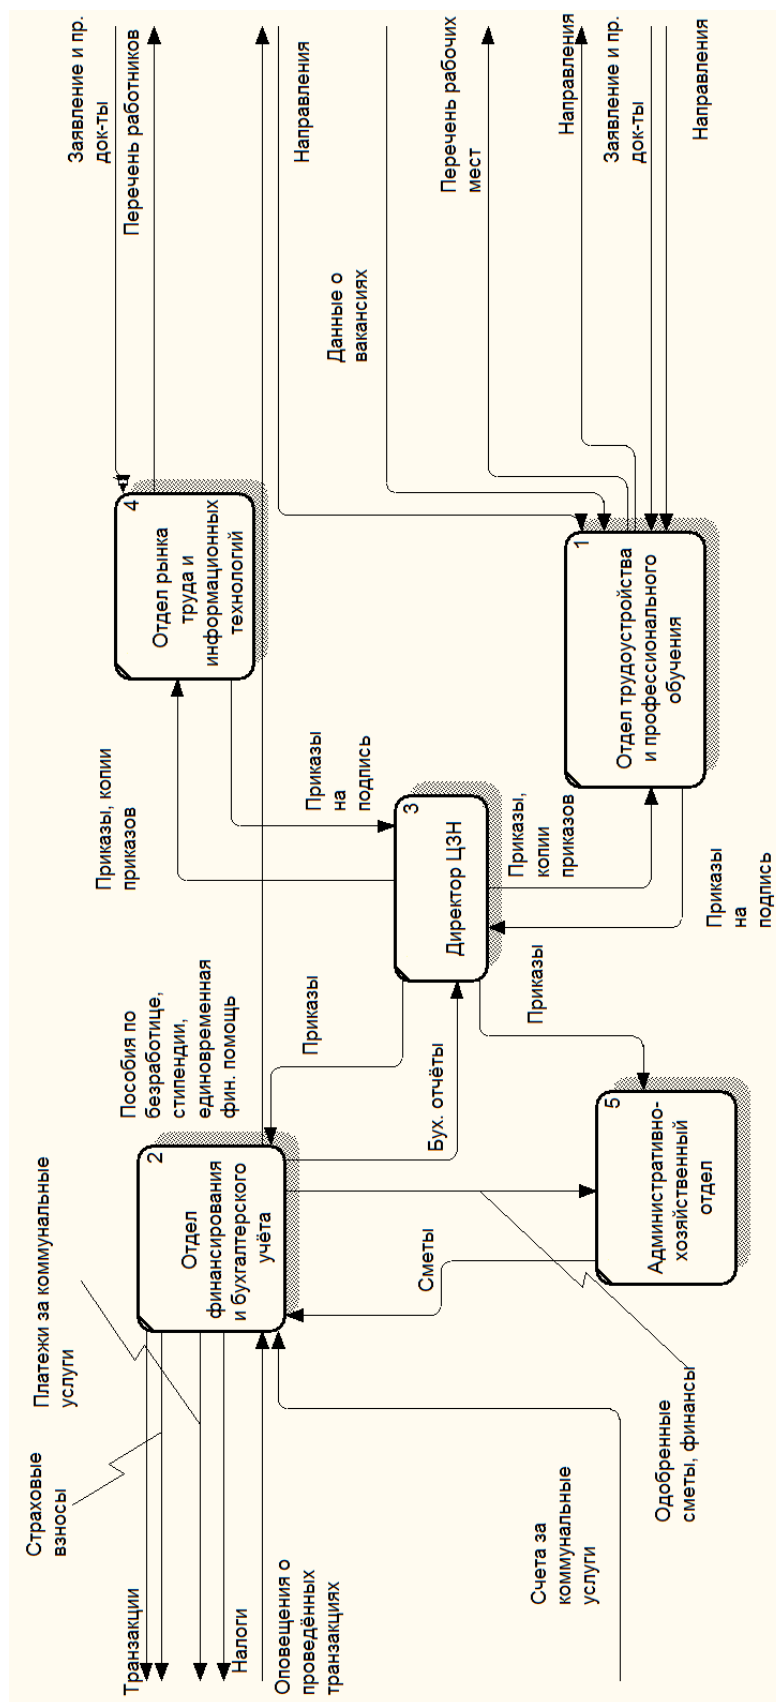 Страховые
взносы
Платежи за коммунальные
услуги
Заявление и пр.
док-ты
Приказы, копии
приказов
Транзакции
Пособия по
безработице,
стипендии,
единовременная
фин. помощь
Перечень работников
4
Отдел рынка
труда и
информационных
технологий
2
Отдел
финансирования
и бухгалтерского
учёта
Налоги
Оповещения о
проведённых
транзакциях
Приказы
Приказы
на
подпись
Направления
Данные о
вакансиях
3
Директор ЦЗН
Сметы
Бух. отчёты
Перечень рабочих
мест
Приказы,
копии
приказов
Приказы
Счета за
коммунальные
услуги
Направления
1
Отдел трудоустройства
и профессионального
обучения
Заявление и пр.
док-ты
5
Административно-
хозяйственный
отдел
Одобренные
сметы, финансы
Направления
Приказы
на
подпись